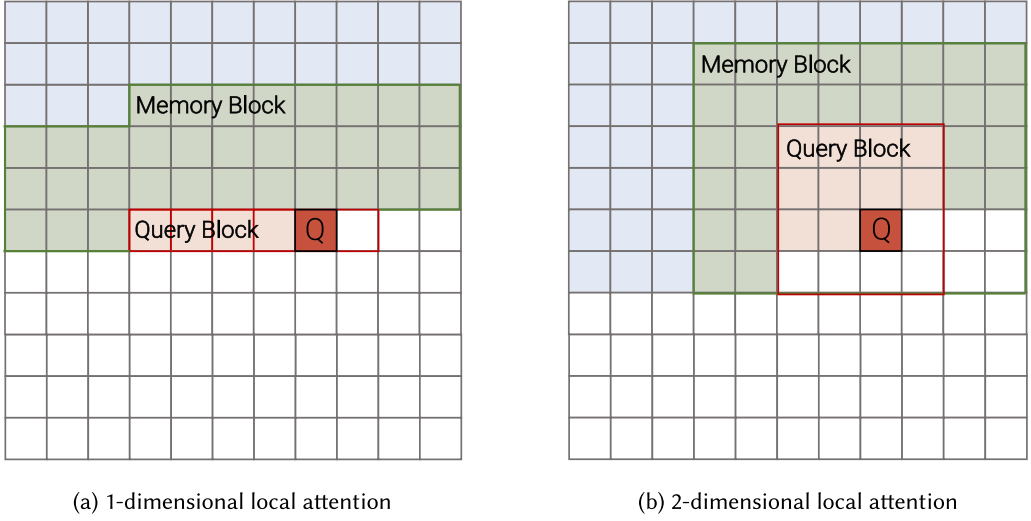 Memory Block
Query Block
Q
(a) 1-dimensional local attention
Memory Block
Query Block
Q
(b) 2-dimensional local attention